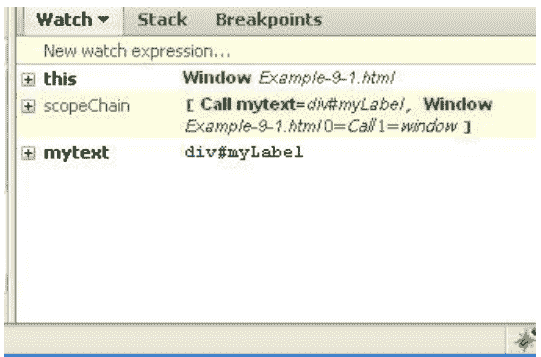 Watch Stack Breakpoints
New watch expression...
this Window Example-9-1.html
scopeChain [ Call mytext=div#myLabel, Window
Example-9-1.html 0=Call 1=window ]
mytext div#myLabel